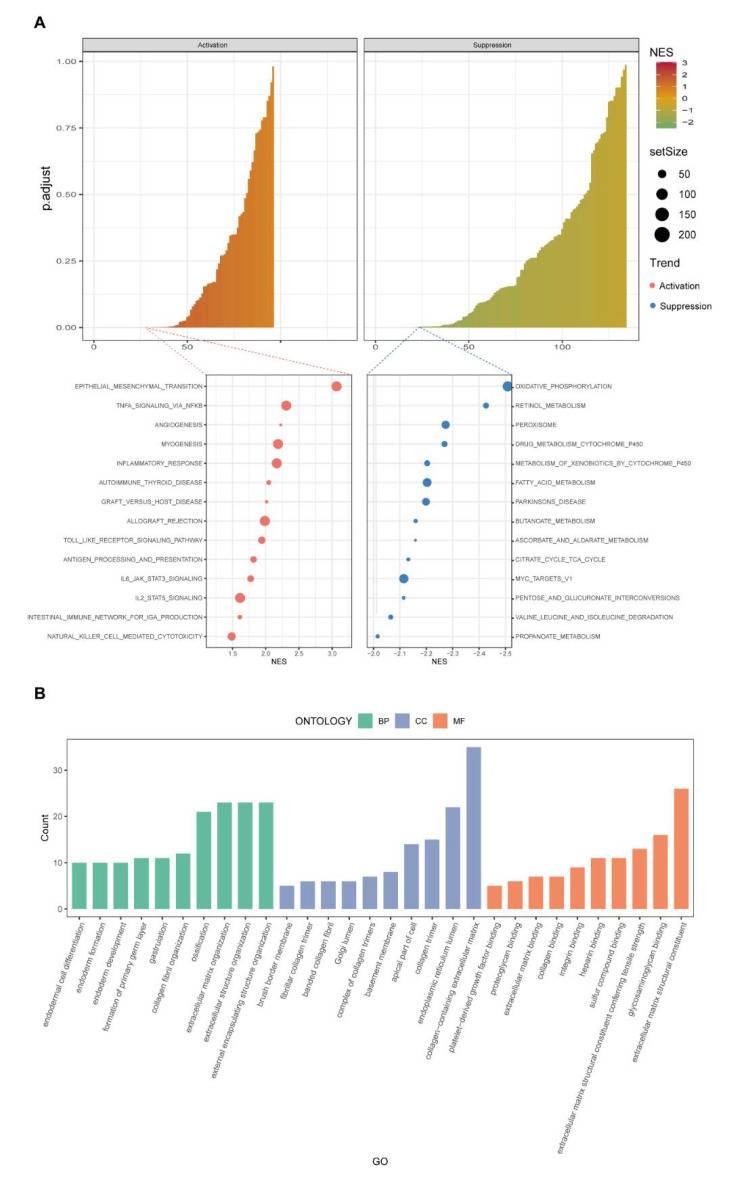 A
Activation
Suppression
1.00
0.75
0.50
0.25
0.00
p.adjust
0
50
0
50
100
NES
3
2
1
0
−1
−2
setSize
50
100
150
200
Trend
Activation
Suppression
EPITHELIAL_MESENCHYMAL_TRANSITION
TNFA_SIGNALING_VIA_NFKB
ANGIOGENESIS
MYOGENESIS
INFLAMMATORY_RESPONSE
AUTOIMMUNE_THYROID_DISEASE
GRAFT_VERSUS_HOST_DISEASE
ALLOGRAFT_REJECTION
TOLL_LIKE_RECEPTOR_SIGNALING_PATHWAY
ANTIGEN_PROCESSING_AND_PRESENTATION
IL6_JAK_STAT3_SIGNALING
IL2_STAT5_SIGNALING
INTESTINAL_IMMUNE_NETWORK_FOR_IGA_PRODUCTION
NATURAL_KILLER_CELL_MEDIATED_CYTOTOXICITY
1.5
2.0
2.5
3.0
NES
OXIDATIVE_PHOSPHORYLATION
RETINOL_METABOLISM
PEROXISOME
DRUG_METABOLISM_CYTOCHROME_P450
METABOLISM_OF_XENOBIOTICS_BY_CYTOCHROME_P450
FATTY_ACID_METABOLISM
PARKINSONS_DISEASE
BUTANOATE_METABOLISM
ASCORBATE_AND_ALDARATE_METABOLISM
CITRATE_CYCLE_TCA_CYCLE
MYC_TARGETS_V1
PENTOSE_AND_GLUCURONATE_INTERCONVERSIONS
VALINE_LEUCINE_AND_ISOLEUCINE_DEGRADATION
PROPANOATE_METABOLISM
−2.0
−2.1
−2.2
−2.3
−2.4
−2.5
NES
B
ONTOLOGY
BP
CC
MF
30
20
10
0
Count
endodermal cell differentiation
endoderm formation
endoderm development
formation of primary germ layer
gastrulation
collagen fibril organization
ossification
extracellular matrix organization
extracellular structure organization
external encapsulating structure organization
brush border membrane
fibrillar collagen trimer
banded collagen fibril
Golgi lumen
complex of collagen trimers
basement membrane
apical part of cell
collagen trimer
endoplasmic reticulum lumen
collagen−containing extracellular matrix
platelet−derived growth factor binding
proteoglycan binding
extracellular matrix binding
collagen binding
integrin binding
heparin binding
sulfur compound binding
extracellular matrix structural constituent conferring tensile strength
glycosaminoglycan binding
extracellular matrix structural constituent
GO